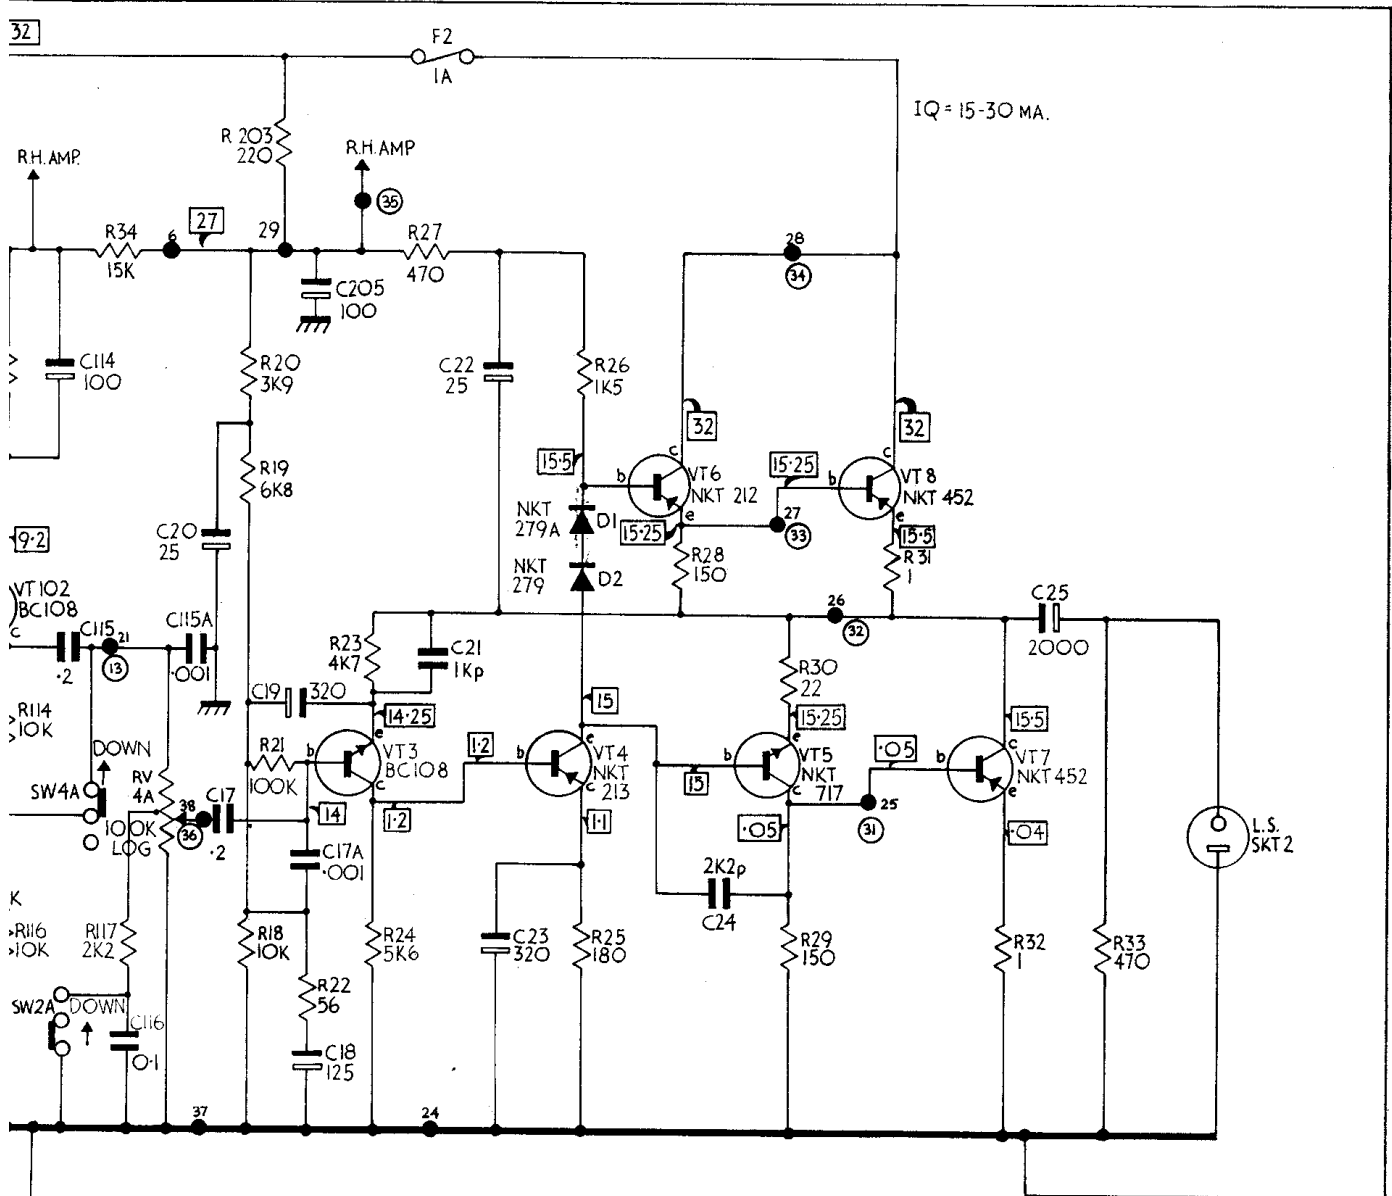 32
F2
1A
IQ = 15-30 MA.
R 203
220
R.H. AMP.
R.H. AMP
35
27
R34
15K
6
29
R27
470
28
34
C205
100
C114
100
R20
3K9
C22
25
R26
1K5
32
32
15.5
b
c
VT6
NKT 212
e
15.25
b
c
VT 8
NKT 452
e
R19
6K8
NKT
279A
D1
15.25
27
33
15.5
R31
1
C20
25
9.2
NKT
279
D2
R28
150
VT102
BC108
c
C115
.2
21
13
C115A
.001
R23
4K7
C21
1Kp
26
32
C25
2000
R30
22
C19
320
15
14.25
15.25
15.5
R114
10K
DOWN
R21
100K
b
e
VT3
BC108
c
1.2
b
e
VT4
NKT
213
c
15
b
e
VT5
NKT
717
c
.05
b
c
VT7
NKT 452
e
SW4A
RV
4A
100K
LOG
38
36
C17
.2
14
1.2
1.1
.05
25
31
.04
L.S.
SKT 2
C17A
.001
2K2p
C24
K
R116
10K
R117
2K2
R18
10K
R24
5K6
C23
320
R25
180
R29
150
R32
1
R33
470
SW2A
DOWN
C116
0.1
R22
56
C18
125
37
24